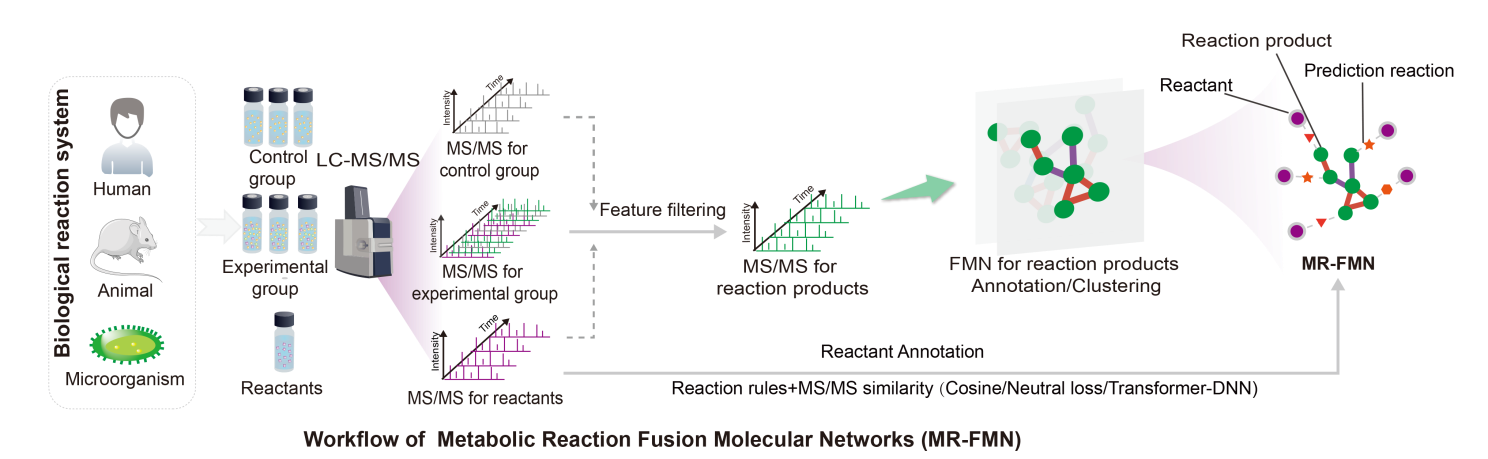 Biological reaction system
Human
Animal
Microorganism
Control
group
Experimental
group
Reactants
LC-MS/MS
Intensity
Time
MS/MS for
control group
Intensity
Time
MS/MS for
experimental group
Intensity
Time
MS/MS for reactants
Feature filtering
Intensity
Time
MS/MS for
reaction products
FMN for reaction products
Annotation/Clustering
Reaction product
Reactant
Prediction reaction
MR-FMN
Reactant Annotation
Reaction rules+MS/MS similarity (Cosine/Neutral loss/Transformer-DNN)
Workflow of Metabolic Reaction Fusion Molecular Networks (MR-FMN)